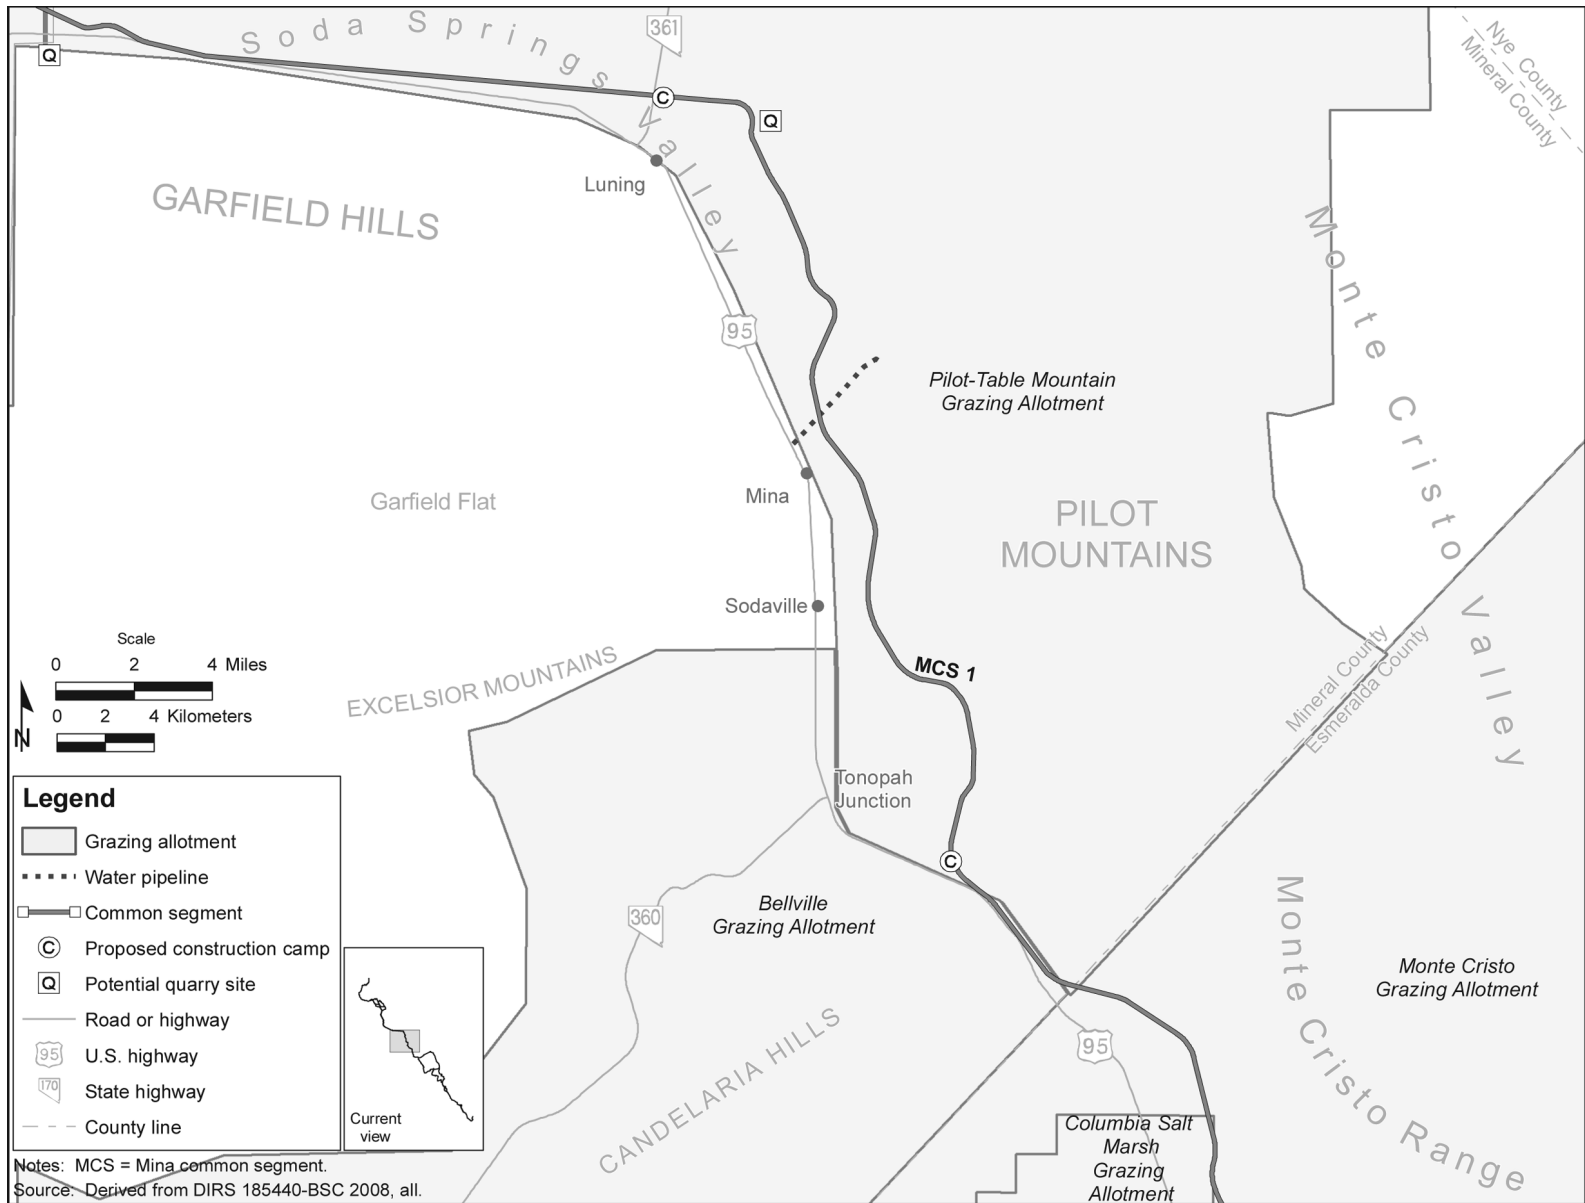 Soda Springs Valley
361
Nye County
Mineral County
Q
C
Q
Luning
GARFIELD HILLS
Monte Cristo Valley
95
Pilot-Table Mountain
Grazing Allotment
Garfield Flat
Mina
PILOT
MOUNTAINS
Sodaville
Scale
0 2 4 Miles
0 2 4 Kilometers
N
EXCELSIOR MOUNTAINS
MCS 1
Mineral County
Esmeralda County
Tonopah
Junction
C
Bellville
Grazing Allotment
360
Monte Cristo Range
Monte Cristo
Grazing Allotment
95
CANDELARIA HILLS
Columbia Salt
Marsh
Grazing
Allotment
Legend
Grazing allotment
Water pipeline
Common segment
C Proposed construction camp
Q Potential quarry site
Road or highway
95 U.S. highway
170 State highway
County line
Current
view
Notes: MCS = Mina common segment.
Source: Derived from DIRS 185440-BSC 2008, all.